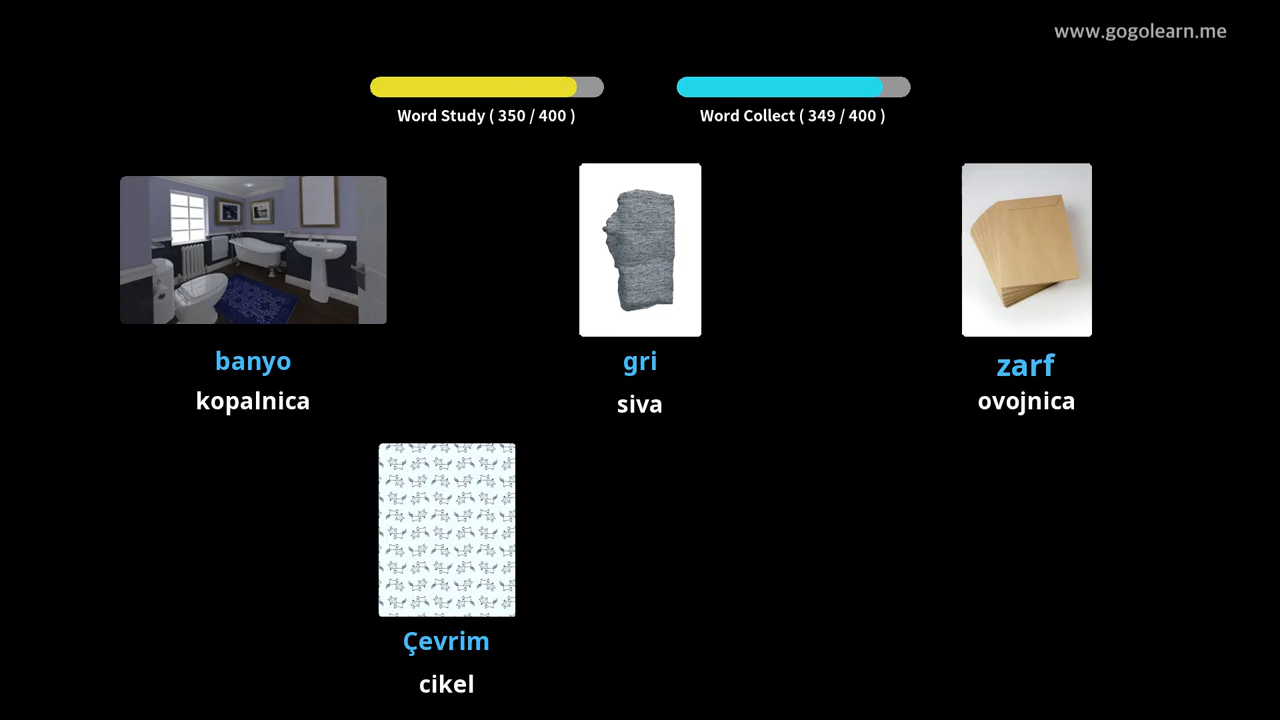 www.gogolearn.me
Word Study ( 350 / 400 )
Word Collect ( 349 / 400 )
banyo
kopalnica
gri
siva
zarf
ovojnica
Çevrim
cikel